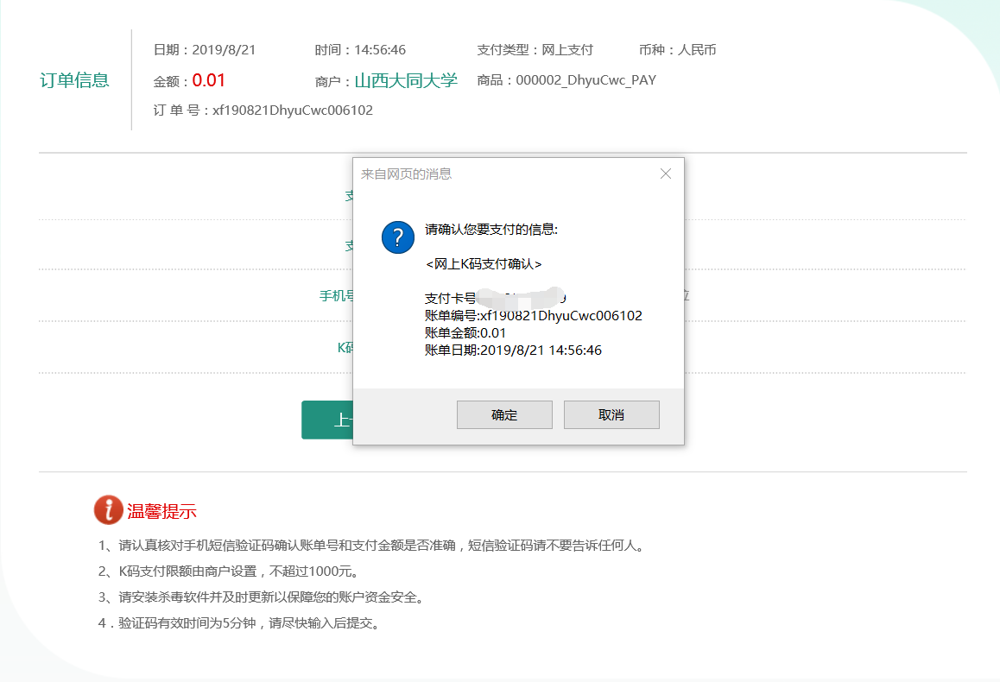 日期：2019/8/21 时间：14:56:46 支付类型：网上支付 币种：人民币
订单信息 金额：0.01 商户：山西大同大学 商品：000002_DhyuCwc_PAY
订 单 号：xf190821DhyuCwc006102
来自网页的消息
请确认您要支付的信息:
<网上K码支付确认>
支付卡号
账单编号:xf190821DhyuCwc006102
账单金额:0.01
账单日期:2019/8/21 14:56:46
手机号
K码
确定 取消
上一
温馨提示
1、请认真核对手机短信验证码确认账单号和支付金额是否准确，短信验证码请不要告诉任何人。
2、K码支付限额由商户设置，不超过1000元。
3、请安装杀毒软件并及时更新以保障您的账户资金安全。
4．验证码有效时间为5分钟，请尽快输入后提交。